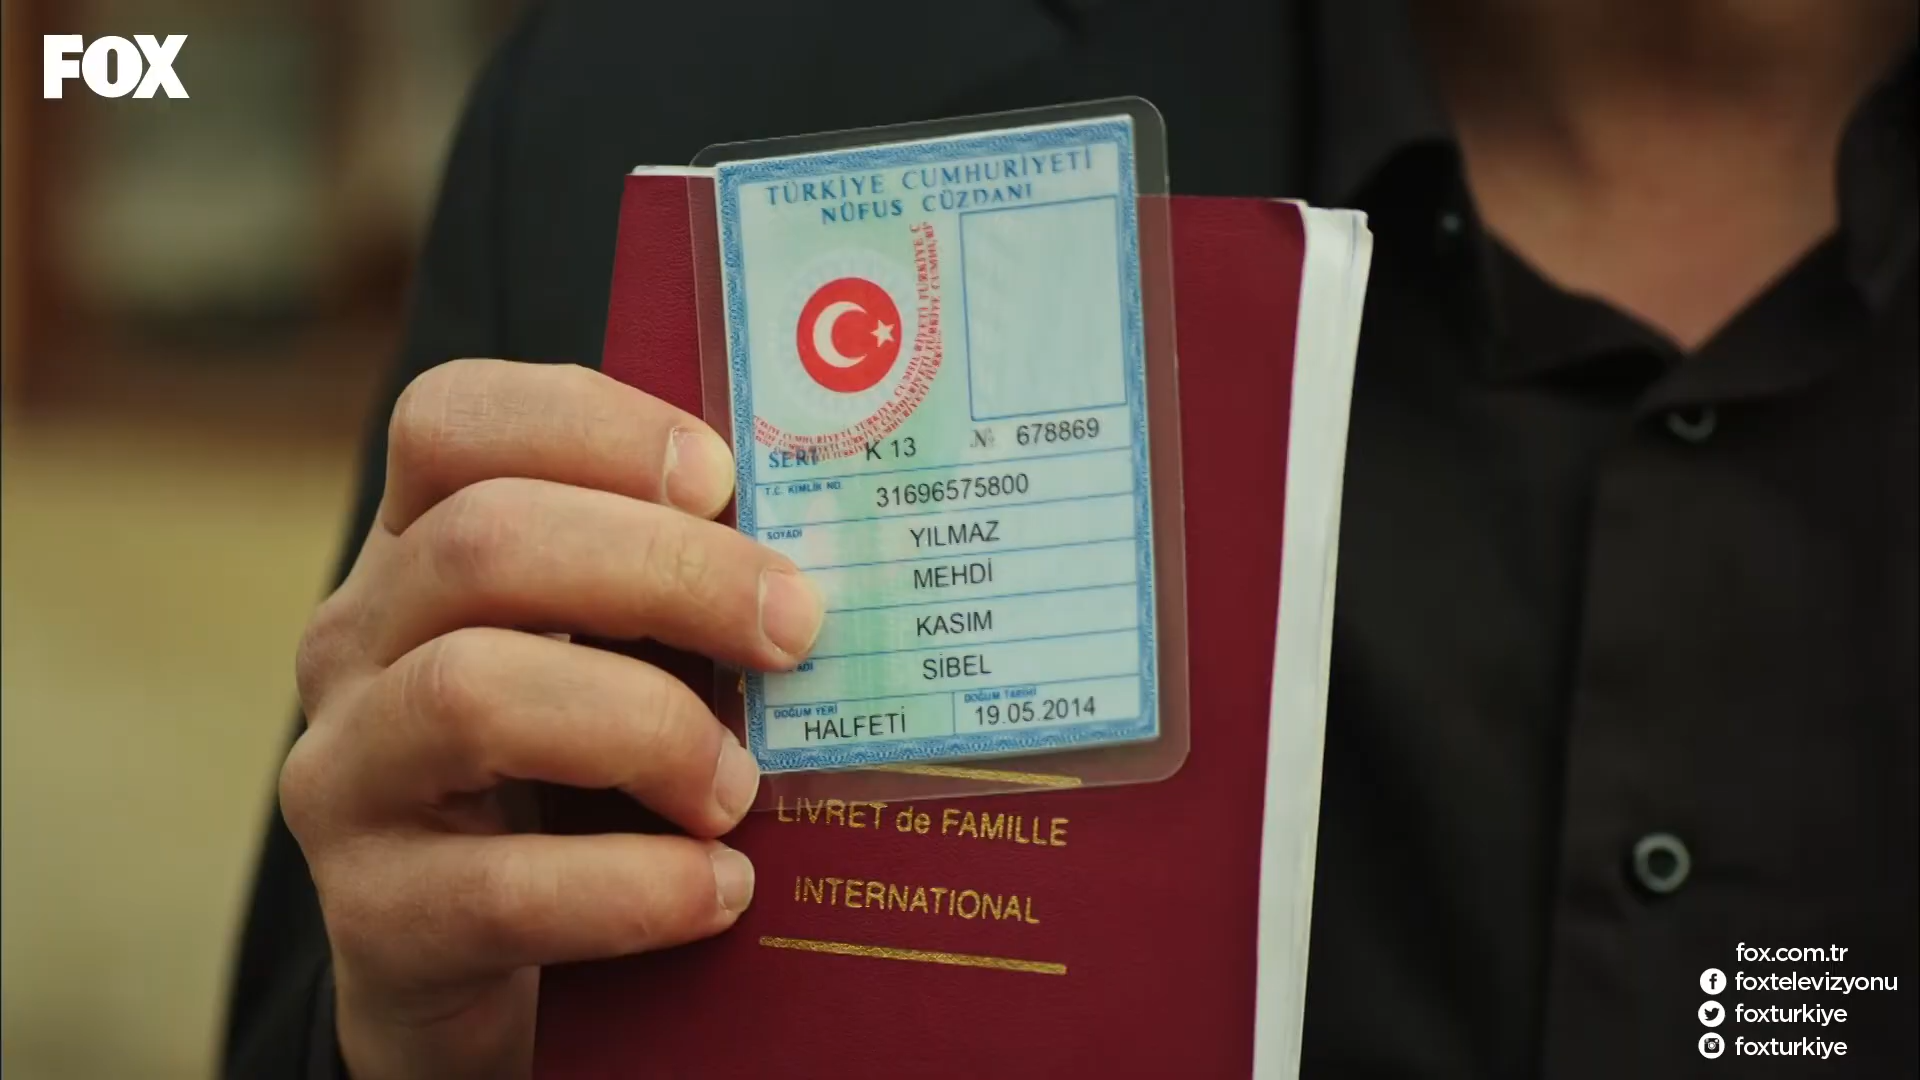 FOX
TÜRKİYE CUMHURİYETİ
NÜFUS CÜZDANI
SERİ K 13 № 678869
T.C. KİMLİK NO. 31696575800
SOYADI YILMAZ
MEHDİ
KASIM
ADI SİBEL
DOĞUM YERİ DOĞUM TARİHİ
HALFETİ 19.05.2014
LIVRET de FAMILLE
INTERNATIONAL
fox.com.tr
foxtelevizyonu
foxturkiye
foxturkiye